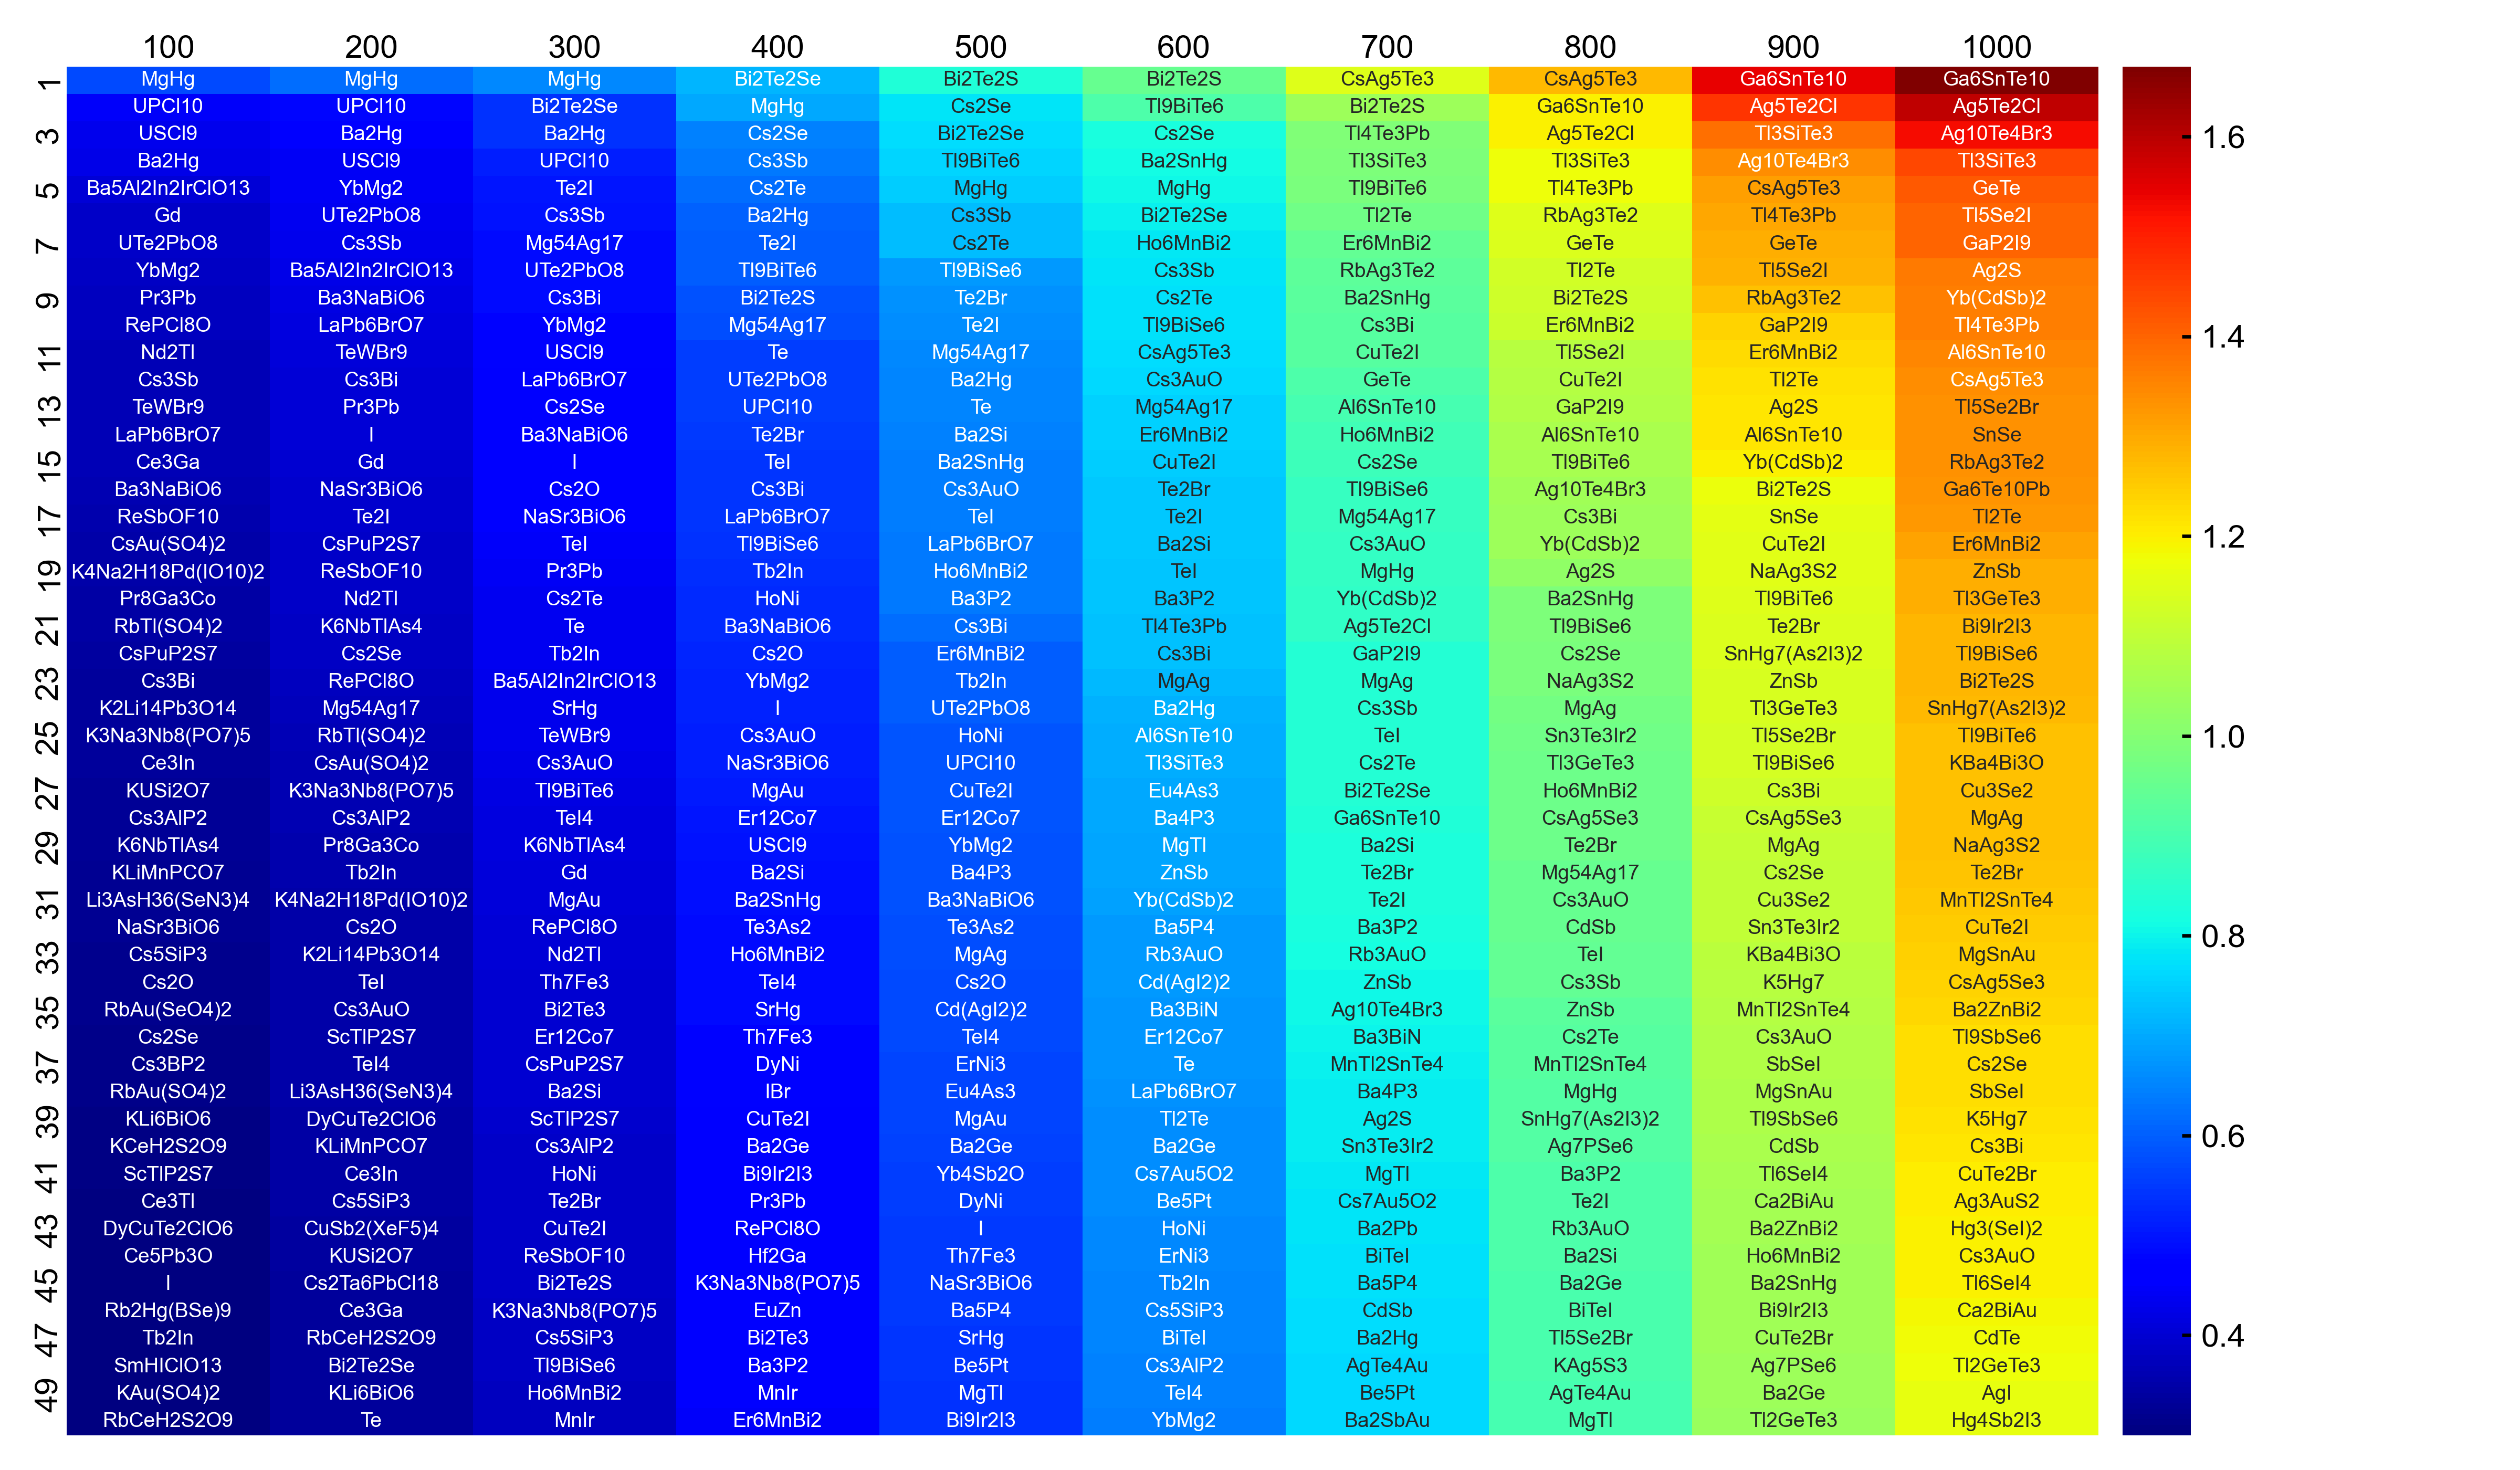 100 200 300 400 500 600 700 800 900 1000
1 MgHg MgHg MgHg Bi2Te2Se Bi2Te2S Bi2Te2S CsAg5Te3 CsAg5Te3 Ga6SnTe10 Ga6SnTe10
UPCl10 UPCl10 Bi2Te2Se MgHg Cs2Se Tl9BiTe6 Bi2Te2S Ga6SnTe10 Ag5Te2Cl Ag5Te2Cl
3 USCl9 Ba2Hg Ba2Hg Cs2Se Bi2Te2Se Cs2Se Tl4Te3Pb Ag5Te2Cl Tl3SiTe3 Ag10Te4Br3 1.6
Ba2Hg USCl9 UPCl10 Cs3Sb Tl9BiTe6 Ba2SnHg Tl3SiTe3 Tl3SiTe3 Ag10Te4Br3 Tl3SiTe3
5 Ba5Al2In2IrClO13 YbMg2 Te2I Cs2Te MgHg MgHg Tl9BiTe6 Tl4Te3Pb CsAg5Te3 GeTe
Gd UTe2PbO8 Cs3Sb Ba2Hg Cs3Sb Bi2Te2Se Tl2Te RbAg3Te2 Tl4Te3Pb Tl5Se2I
7 UTe2PbO8 Cs3Sb Mg54Ag17 Te2I Cs2Te Ho6MnBi2 Er6MnBi2 GeTe GeTe GaP2I9
YbMg2 Ba5Al2In2IrClO13 UTe2PbO8 Tl9BiTe6 Tl9BiSe6 Cs3Sb RbAg3Te2 Tl2Te Tl5Se2I Ag2S
9 Pr3Pb Ba3NaBiO6 Cs3Bi Bi2Te2S Te2Br Cs2Te Ba2SnHg Bi2Te2S RbAg3Te2 Yb(CdSb)2
RePCl8O LaPb6BrO7 YbMg2 Mg54Ag17 Te2I Tl9BiSe6 Cs3Bi Er6MnBi2 GaP2I9 Tl4Te3Pb 1.4
11 Nd2Tl TeWBr9 USCl9 Te Mg54Ag17 CsAg5Te3 CuTe2I Tl5Se2I Er6MnBi2 Al6SnTe10
Cs3Sb Cs3Bi LaPb6BrO7 UTe2PbO8 Ba2Hg Cs3AuO GeTe CuTe2I Tl2Te CsAg5Te3
13 TeWBr9 Pr3Pb Cs2Se UPCl10 Te Mg54Ag17 Al6SnTe10 GaP2I9 Ag2S Tl5Se2Br
LaPb6BrO7 I Ba3NaBiO6 Te2Br Ba2Si Er6MnBi2 Ho6MnBi2 Al6SnTe10 Al6SnTe10 SnSe
15 Ce3Ga Gd I TeI Ba2SnHg CuTe2I Cs2Se Tl9BiTe6 Yb(CdSb)2 RbAg3Te2
Ba3NaBiO6 NaSr3BiO6 Cs2O Cs3Bi Cs3AuO Te2Br Tl9BiSe6 Ag10Te4Br3 Bi2Te2S Ga6Te10Pb
17 ReSbOF10 Te2I NaSr3BiO6 LaPb6BrO7 TeI Te2I Mg54Ag17 Cs3Bi SnSe Tl2Te
CsAu(SO4)2 CsPuP2S7 TeI Tl9BiSe6 LaPb6BrO7 Ba2Si Cs3AuO Yb(CdSb)2 CuTe2I Er6MnBi2 1.2
19 K4Na2H18Pd(IO10)2 ReSbOF10 Pr3Pb Tb2In Ho6MnBi2 TeI MgHg Ag2S NaAg3S2 ZnSb
Pr8Ga3Co Nd2Tl Cs2Te HoNi Ba3P2 Ba3P2 Yb(CdSb)2 Ba2SnHg Tl9BiTe6 Tl3GeTe3
21 RbTl(SO4)2 K6NbTlAs4 Te Ba3NaBiO6 Cs3Bi Tl4Te3Pb Ag5Te2Cl Tl9BiSe6 Te2Br Bi9Ir2I3
CsPuP2S7 Cs2Se Tb2In Cs2O Er6MnBi2 Cs3Bi GaP2I9 Cs2Se SnHg7(As2I3)2 Tl9BiSe6
23 Cs3Bi RePCl8O Ba5Al2In2IrClO13 YbMg2 Tb2In MgAg MgAg NaAg3S2 ZnSb Bi2Te2S
K2Li14Pb3O14 Mg54Ag17 SrHg I UTe2PbO8 Ba2Hg Cs3Sb MgAg Tl3GeTe3 SnHg7(As2I3)2
25 K3Na3Nb8(PO7)5 RbTl(SO4)2 TeWBr9 Cs3AuO HoNi Al6SnTe10 TeI Sn3Te3Ir2 Tl5Se2Br Tl9BiTe6 1.0
Ce3In CsAu(SO4)2 Cs3AuO NaSr3BiO6 UPCl10 Tl3SiTe3 Cs2Te Tl3GeTe3 Tl9BiSe6 KBa4Bi3O
27 KUSi2O7 K3Na3Nb8(PO7)5 Tl9BiTe6 MgAu CuTe2I Eu4As3 Bi2Te2Se Ho6MnBi2 Cs3Bi Cu3Se2
Cs3AlP2 Cs3AlP2 TeI4 Er12Co7 Er12Co7 Ba4P3 Ga6SnTe10 CsAg5Se3 CsAg5Se3 MgAg
29 K6NbTlAs4 Pr8Ga3Co K6NbTlAs4 USCl9 YbMg2 MgTl Ba2Si Te2Br MgAg NaAg3S2
KLiMnPCO7 Tb2In Gd Ba2Si Ba4P3 ZnSb Te2Br Mg54Ag17 Cs2Se Te2Br
31 Li3AsH36(SeN3)4 K4Na2H18Pd(IO10)2 MgAu Ba2SnHg Ba3NaBiO6 Yb(CdSb)2 Te2I Cs3AuO Cu3Se2 MnTl2SnTe4
NaSr3BiO6 Cs2O RePCl8O Te3As2 Te3As2 Ba5P4 Ba3P2 CdSb Sn3Te3Ir2 CuTe2I 0.8
33 Cs5SiP3 K2Li14Pb3O14 Nd2Tl Ho6MnBi2 MgAg Rb3AuO Rb3AuO TeI KBa4Bi3O MgSnAu
Cs2O TeI Th7Fe3 TeI4 Cs2O Cd(AgI2)2 ZnSb Cs3Sb K5Hg7 CsAg5Se3
35 RbAu(SeO4)2 Cs3AuO Bi2Te3 SrHg Cd(AgI2)2 Ba3BiN Ag10Te4Br3 ZnSb MnTl2SnTe4 Ba2ZnBi2
Cs2Se ScTlP2S7 Er12Co7 Th7Fe3 TeI4 Er12Co7 Ba3BiN Cs2Te Cs3AuO Tl9SbSe6
37 Cs3BP2 TeI4 CsPuP2S7 DyNi ErNi3 Te MnTl2SnTe4 MnTl2SnTe4 SbSeI Cs2Se
RbAu(SO4)2 Li3AsH36(SeN3)4 Ba2Si IBr Eu4As3 LaPb6BrO7 Ba4P3 MgHg MgSnAu SbSeI
39 KLi6BiO6 DyCuTe2ClO6 ScTlP2S7 CuTe2I MgAu Tl2Te Ag2S SnHg7(As2I3)2 Tl9SbSe6 K5Hg7
KCeH2S2O9 KLiMnPCO7 Cs3AlP2 Ba2Ge Ba2Ge Ba2Ge Sn3Te3Ir2 Ag7PSe6 CdSb Cs3Bi 0.6
41 ScTlP2S7 Ce3In HoNi Bi9Ir2I3 Yb4Sb2O Cs7Au5O2 MgTl Ba3P2 Tl6SeI4 CuTe2Br
Ce3Tl Cs5SiP3 Te2Br Pr3Pb DyNi Be5Pt Cs7Au5O2 Te2I Ca2BiAu Ag3AuS2
43 DyCuTe2ClO6 CuSb2(XeF5)4 CuTe2I RePCl8O I HoNi Ba2Pb Rb3AuO Ba2ZnBi2 Hg3(SeI)2
Ce5Pb3O KUSi2O7 ReSbOF10 Hf2Ga Th7Fe3 ErNi3 BiTeI Ba2Si Ho6MnBi2 Cs3AuO
45 I Cs2Ta6PbCl18 Bi2Te2S K3Na3Nb8(PO7)5 NaSr3BiO6 Tb2In Ba5P4 Ba2Ge Ba2SnHg Tl6SeI4
Rb2Hg(BSe)9 Ce3Ga K3Na3Nb8(PO7)5 EuZn Ba5P4 Cs5SiP3 CdSb BiTeI Bi9Ir2I3 Ca2BiAu
47 Tb2In RbCeH2S2O9 Cs5SiP3 Bi2Te3 SrHg BiTeI Ba2Hg Tl5Se2Br CuTe2Br CdTe 0.4
SmHIClO13 Bi2Te2Se Tl9BiSe6 Ba3P2 Be5Pt Cs3AlP2 AgTe4Au KAg5S3 Ag7PSe6 Tl2GeTe3
49 KAu(SO4)2 KLi6BiO6 Ho6MnBi2 MnIr MgTl TeI4 Be5Pt AgTe4Au Ba2Ge AgI
RbCeH2S2O9 Te MnIr Er6MnBi2 Bi9Ir2I3 YbMg2 Ba2SbAu MgTl Tl2GeTe3 Hg4Sb2I3